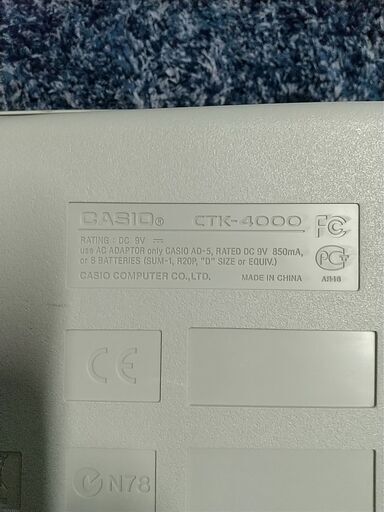 CASIO® CTK-4000 FC
RATING : DC 9V ⎓
use AC ADAPTOR only CASIO AD-5, RATED DC 9V 850mA,
or 6 BATTERIES (SUM-1, R20P, "D" SIZE or EQUIV.)
CASIO COMPUTER CO.,LTD. MADE IN CHINA
CE
N78